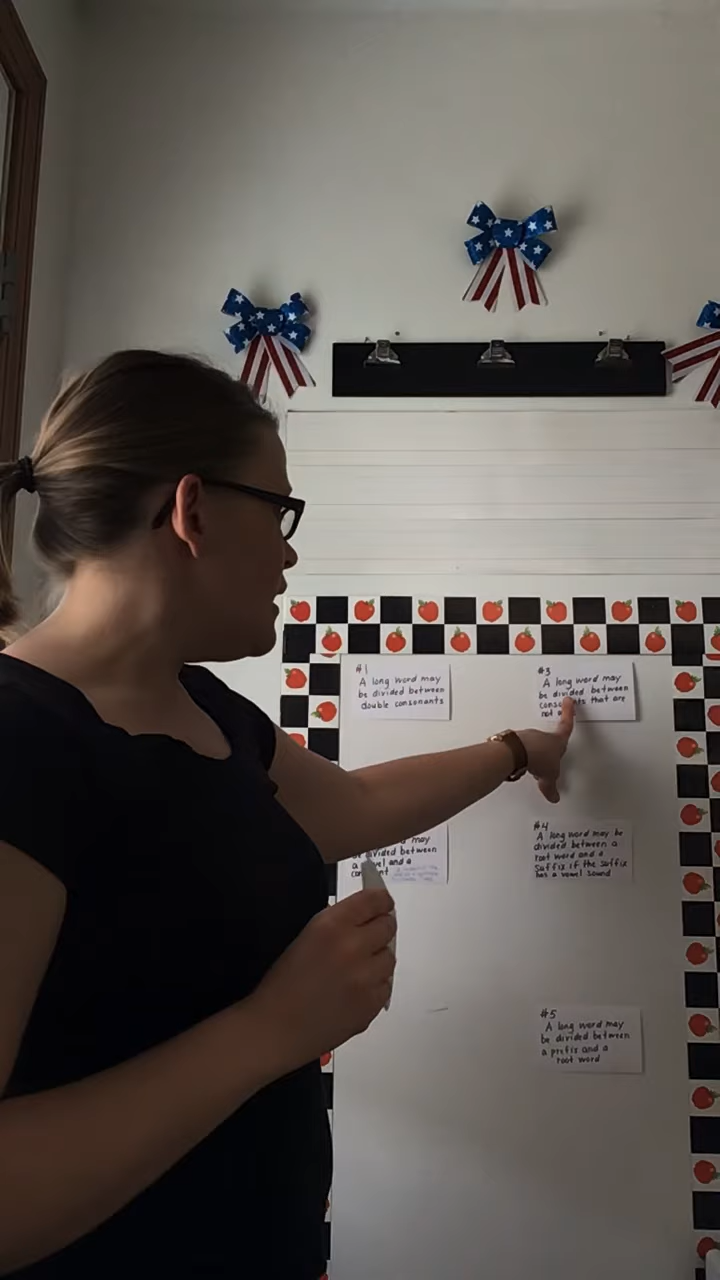 #1
A long word may
be divided between
double consonants
#3
A long word may
be divided between
that are
not
may
be divided between
a and a
#4
A long word may be
divided between a
root word and a
suffix if the suffix
has a vowel sound
#5
A long word may
be divided between
a prefix and a
root word